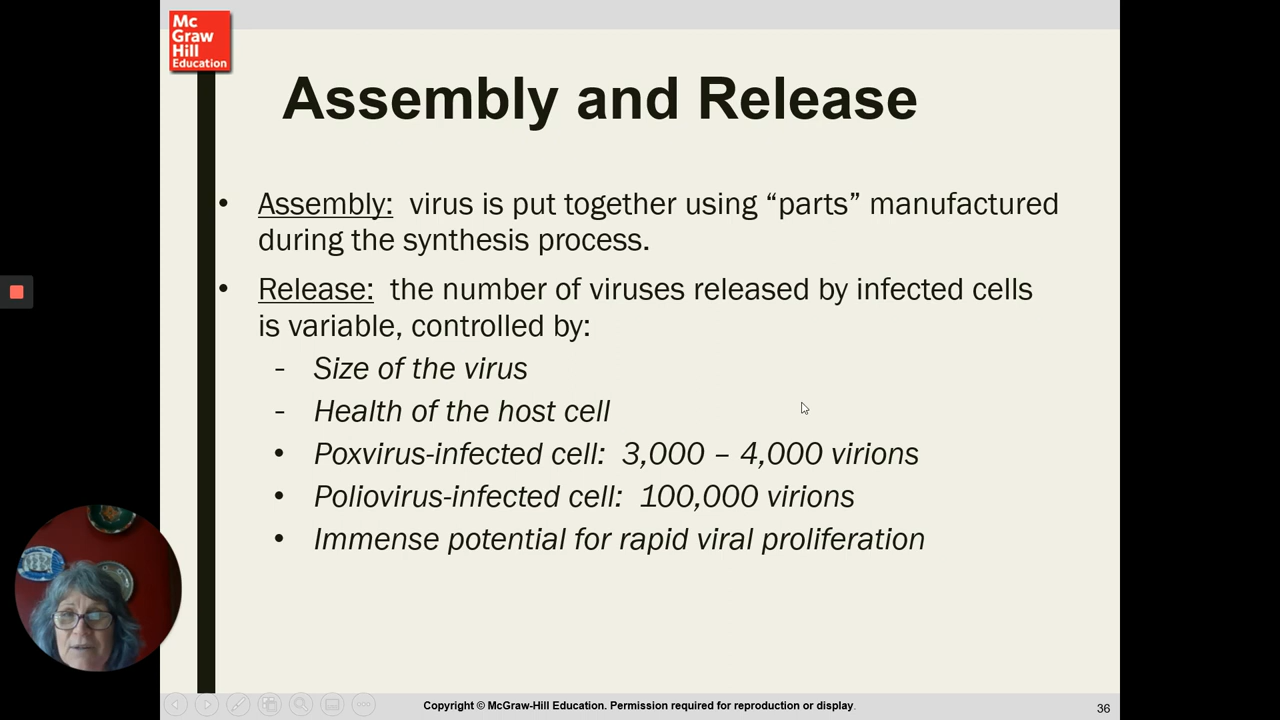 Mc
Graw
Hill
Education
Assembly and Release
• Assembly: virus is put together using “parts” manufactured
during the synthesis process.
• Release: the number of viruses released by infected cells
is variable, controlled by:
- Size of the virus
- Health of the host cell
• Poxvirus-infected cell: 3,000 – 4,000 virions
• Poliovirus-infected cell: 100,000 virions
• Immense potential for rapid viral proliferation
Copyright © McGraw-Hill Education. Permission required for reproduction or display.
36